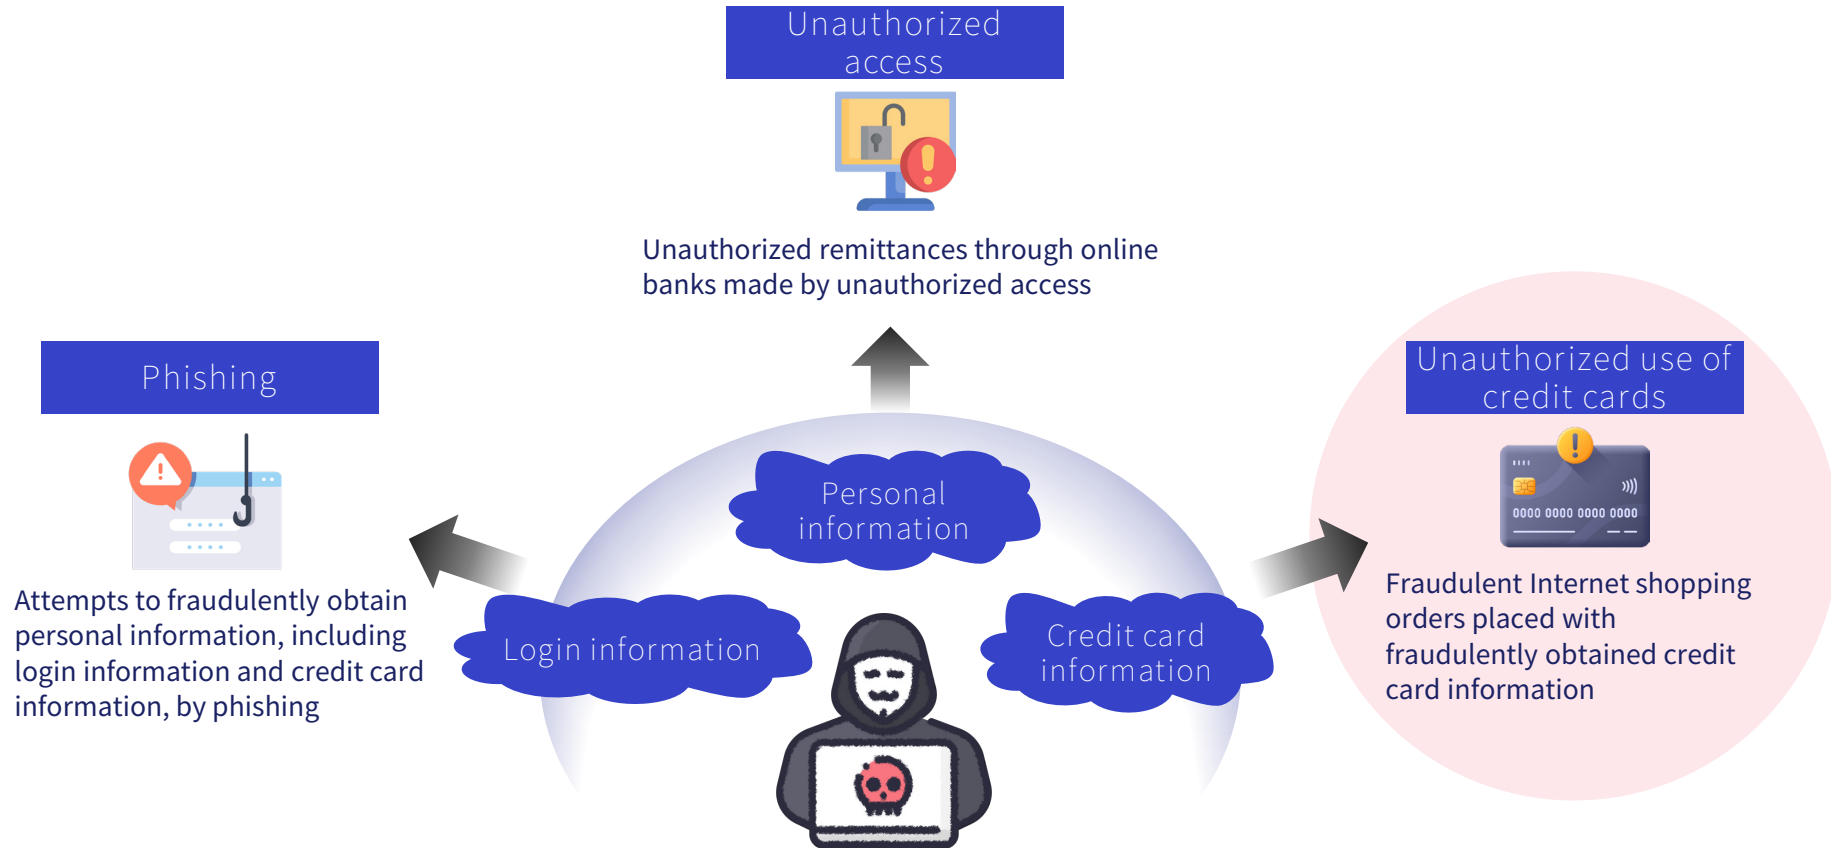 Unauthorized
access
Unauthorized remittances through online
banks made by unauthorized access
Phishing
Attempts to fraudulently obtain
personal information, including
login information and credit card
information, by phishing
Personal
information
Login information
Credit card
information
Unauthorized use of
credit cards
0000 0000 0000 0000
Fraudulent Internet shopping
orders placed with
fraudulently obtained credit
card information